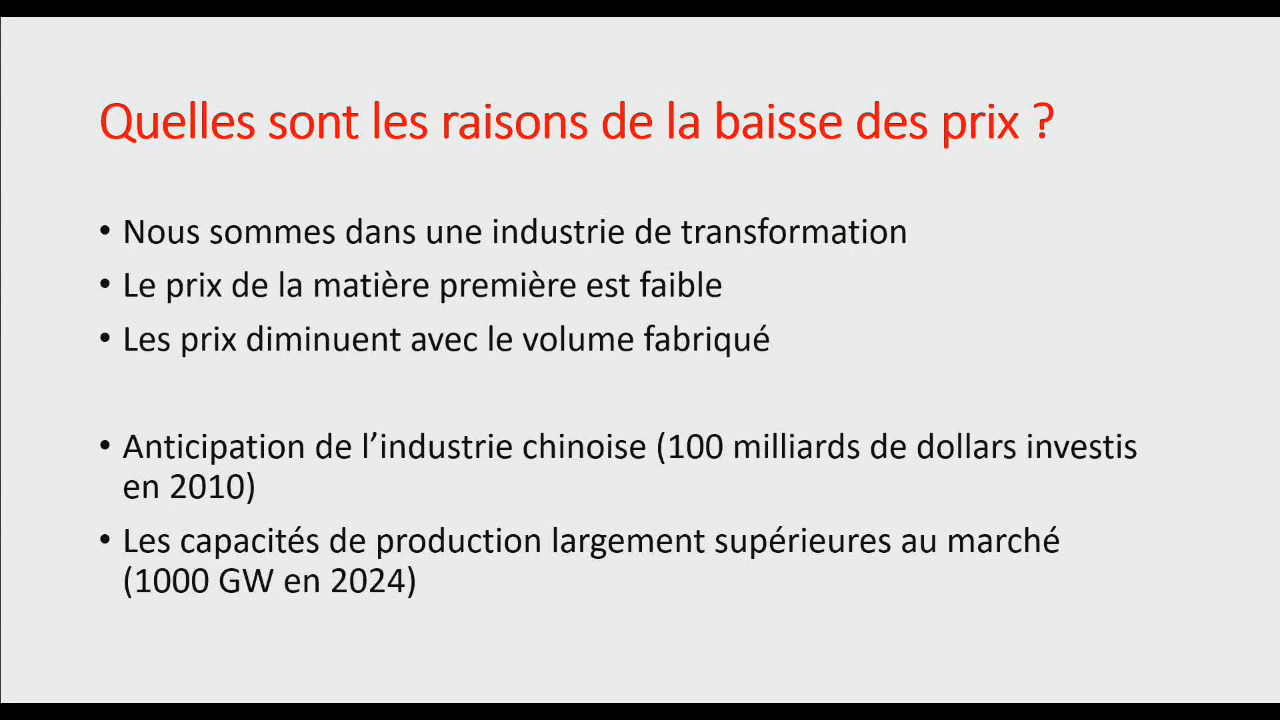 Quelles sont les raisons de la baisse des prix ?
• Nous sommes dans une industrie de transformation
• Le prix de la matière première est faible
• Les prix diminuent avec le volume fabriqué
• Anticipation de l’industrie chinoise (100 milliards de dollars investis
en 2010)
• Les capacités de production largement supérieures au marché
(1000 GW en 2024)